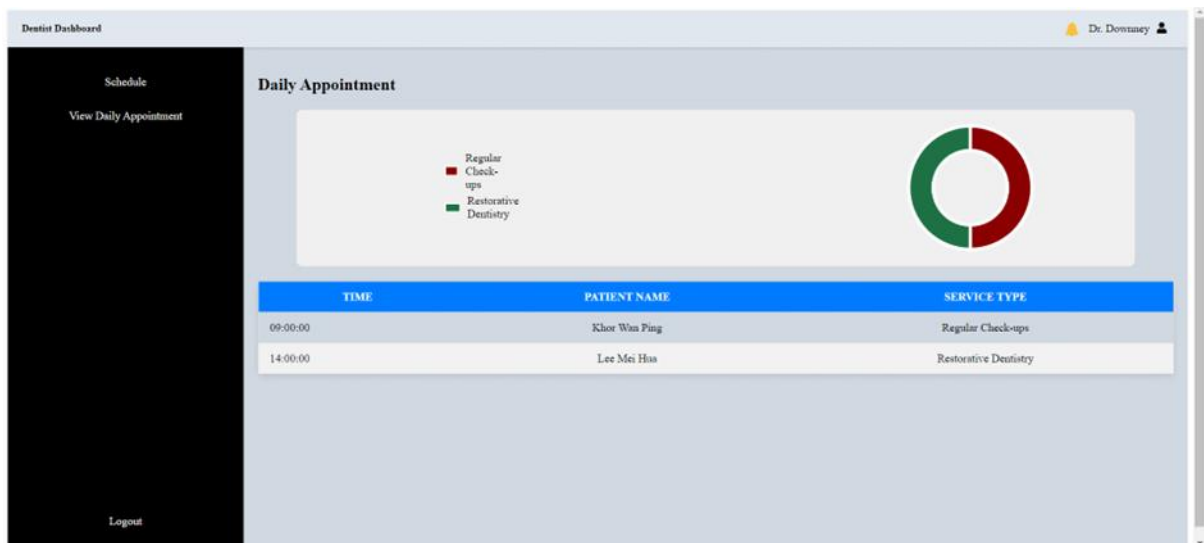 Dentist Dashboard
Dr. Downney
Schedule
View Daily Appointment
Daily Appointment
Regular
Check-
ups
Restorative
Dentistry
TIME PATIENT NAME SERVICE TYPE
09:00:00 Khor Wan Ping Regular Check-ups
14:00:00 Lee Mei Hua Restorative Dentistry
Logout